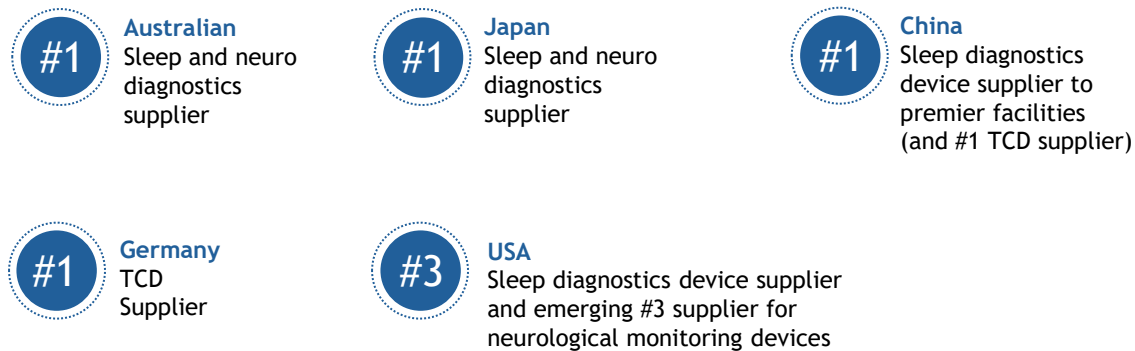 #1
Australian
Sleep and neuro
diagnostics
supplier
#1
Japan
Sleep and neuro
diagnostics
supplier
#1
China
Sleep diagnostics
device supplier to
premier facilities
(and #1 TCD supplier)
#1
Germany
TCD
Supplier
#3
USA
Sleep diagnostics device supplier
and emerging #3 supplier for
neurological monitoring devices